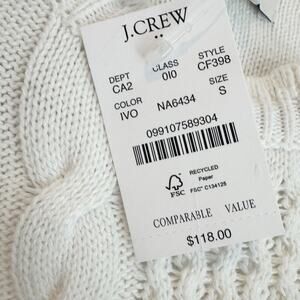 J.CREW
DEPT CLASS STYLE
CA2 0I0 CF398
COLOR SIZE
IVO NA6434 S
099107589304
FSC
RECYCLED
Paper
FSC® C134125
COMPARABLE VALUE
$118.00